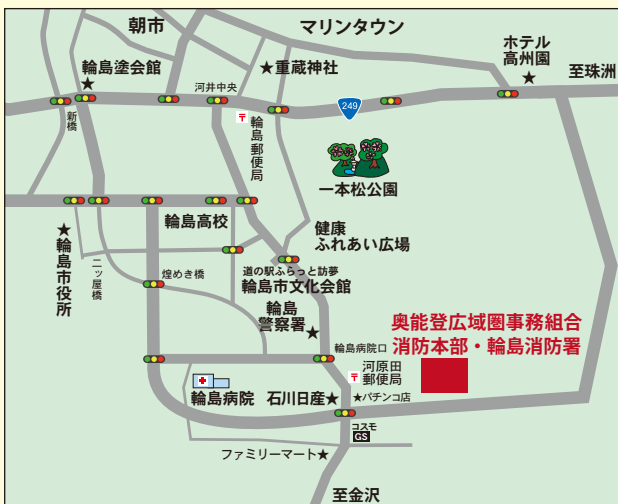 朝市
マリンタウン
ホテル
高州園
至珠洲
輪島塗会館
★重蔵神社
河井中央
249
新橋
〒
輪島郵便局
一本松公園
輪島高校
健康
ふれあい広場
輪島市役所
二ッ屋橋
煌めき橋
道の駅ふらっと訪夢
輪島市文化会館
輪島
警察署★
奥能登広域圏事務組合
消防本部・輪島消防署
輪島病院口
〒
河原田
郵便局
輪島病院
石川日産★
★パチンコ店
コスモ
GS
ファミリーマート★
至金沢